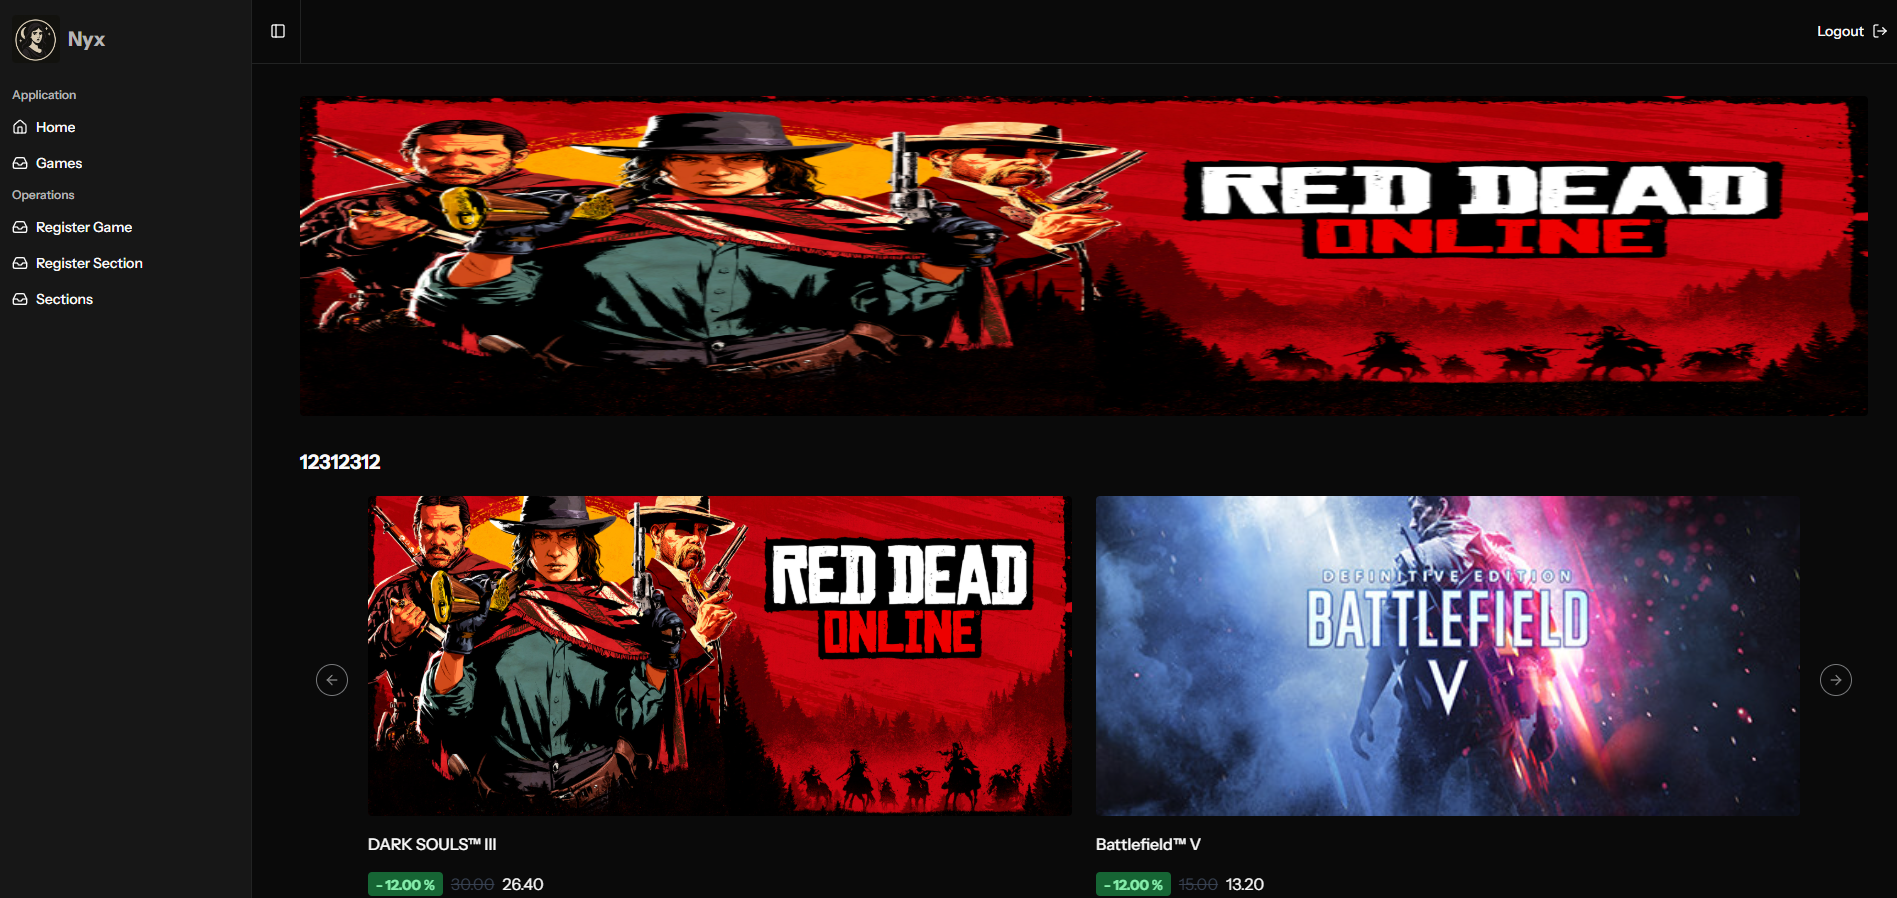 Nyx
Logout
Application
Home
Games
Operations
Register Game
Register Section
Sections
RED DEAD
ONLINE
12312312
RED DEAD
ONLINE
DEFINITIVE EDITION
BATTLEFIELD
V
DARK SOULS™ III
Battlefield™ V
- 12.00 % 30.00 26.40
- 12.00 % 15.00 13.20